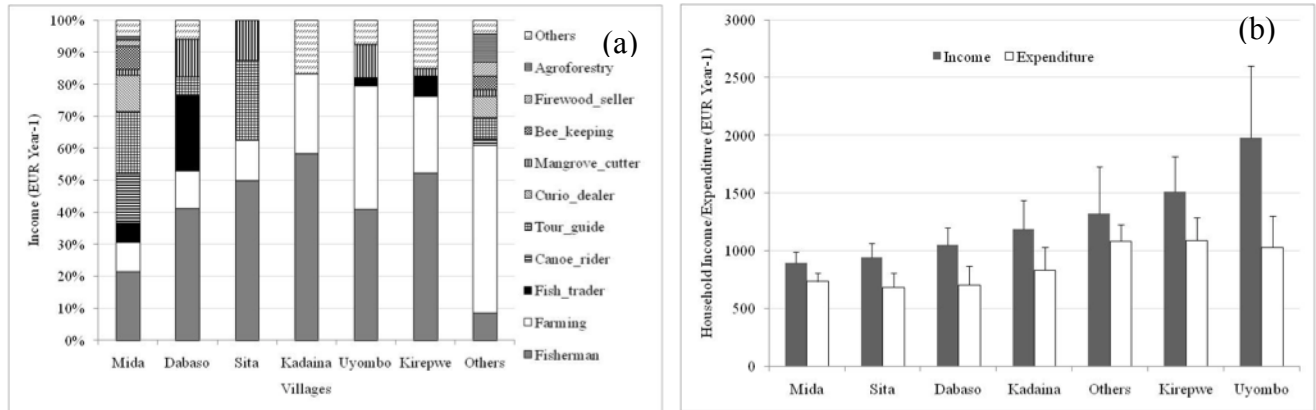 (a)
Income (EUR Year-1)
100%
90%
80%
70%
60%
50%
40%
30%
20%
10%
0%
Mida Dabaso Sita Kadaina Uyombo Kirepwe Others
Villages
Others
Agroforestry
Firewood_seller
Bee_keeping
Mangrove_cutter
Curio_dealer
Tour_guide
Canoe_rider
Fish_trader
Farming
Fisherman
(b)
Household Income/Expenditure (EUR Year-1)
3000
2500
2000
1500
1000
500
0
Income Expenditure
Mida Sita Dabaso Kadaina Others Kirepwe Uyombo